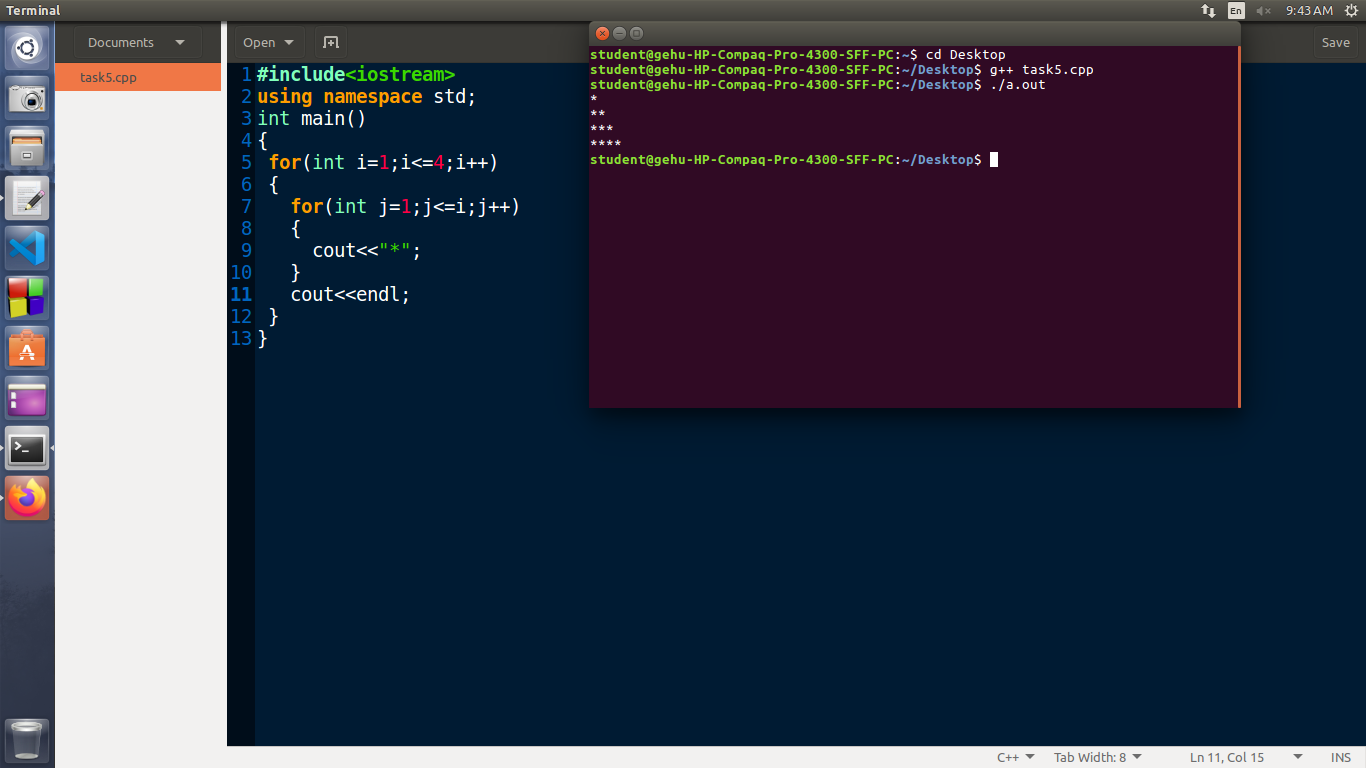 Terminal
En
9:43 AM
Documents
Open
Save
task5.cpp
1 #include<iostream>
2 using namespace std;
3 int main()
4 {
5  for(int i=1;i<=4;i++)
6  {
7    for(int j=1;j<=i;j++)
8    {
9      cout<<"*";
10    }
11    cout<<endl;
12  }
13 }
student@gehu-HP-Compaq-Pro-4300-SFF-PC:~$ cd Desktop
student@gehu-HP-Compaq-Pro-4300-SFF-PC:~/Desktop$ g++ task5.cpp
student@gehu-HP-Compaq-Pro-4300-SFF-PC:~/Desktop$ ./a.out
*
**
***
****
student@gehu-HP-Compaq-Pro-4300-SFF-PC:~/Desktop$
C++
Tab Width: 8
Ln 11, Col 15
INS